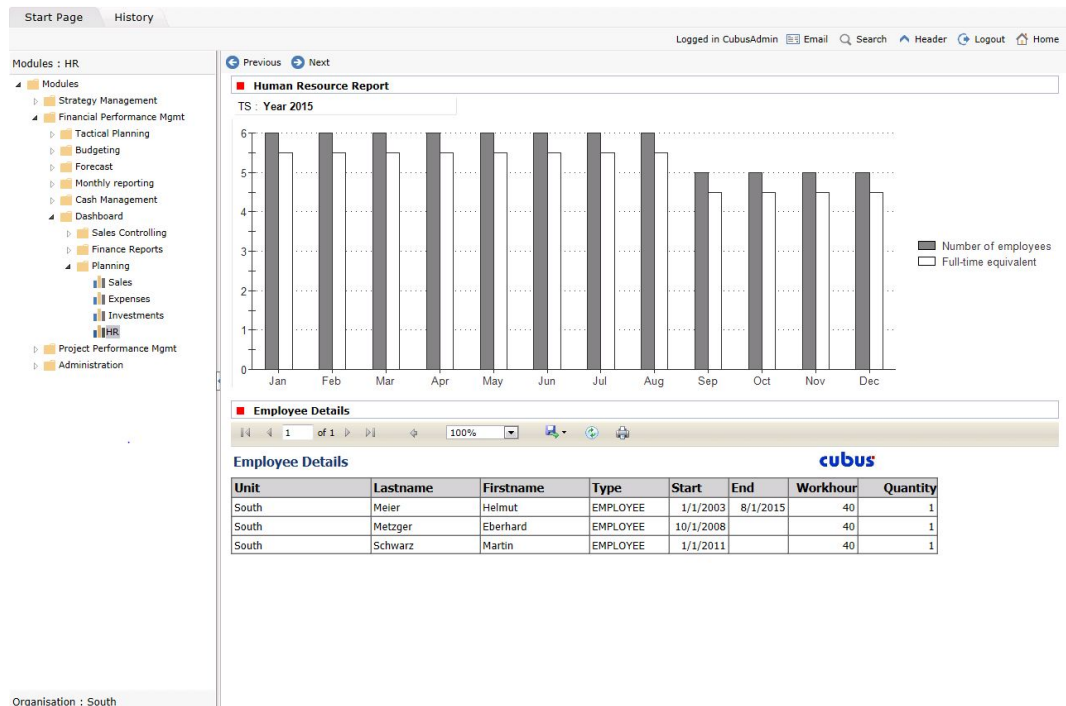 Start Page History
Logged in CubusAdmin Email Search Header Logout Home
Modules : HR
Modules
Strategy Management
Financial Performance Mgmt
Tactical Planning
Budgeting
Forecast
Monthly reporting
Cash Management
Dashboard
Sales Controlling
Finance Reports
Planning
Sales
Expenses
Investments
HR
Project Performance Mgmt
Administration
Organisation : South
Previous Next
Human Resource Report
TS : Year 2015
6
5
4
3
2
1
0
Jan Feb Mar Apr May Jun Jul Aug Sep Oct Nov Dec
Number of employees
Full-time equivalent
Employee Details
1 of 1 100%
Employee Details cubus
Unit Lastname Firstname Type Start End Workhour Quantity
South Meier Helmut EMPLOYEE 1/1/2003 8/1/2015 40 1
South Metzger Eberhard EMPLOYEE 10/1/2008 40 1
South Schwarz Martin EMPLOYEE 1/1/2011 40 1